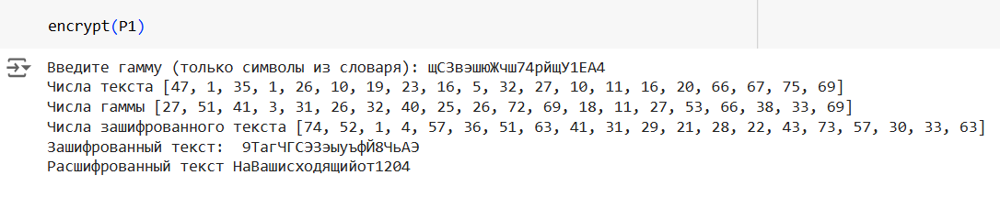 encrypt(P1)
Введите гамму (только символы из словаря): щСЗвэшюЖчш74рйщУ1ЕА4
Числа текста [47, 1, 35, 1, 26, 10, 19, 23, 16, 5, 32, 27, 10, 11, 16, 20, 66, 67, 75, 69]
Числа гаммы [27, 51, 41, 3, 31, 26, 32, 40, 25, 26, 72, 69, 18, 11, 27, 53, 66, 38, 33, 69]
Числа зашифрованного текста [74, 52, 1, 4, 57, 36, 51, 63, 41, 31, 29, 21, 28, 22, 43, 73, 57, 30, 33, 63]
Зашифрованный текст:  9ТагЧГСЭЗэыуъфЙ8ЧьАЭ
Расшифрованный текст НаВашисходящийот1204